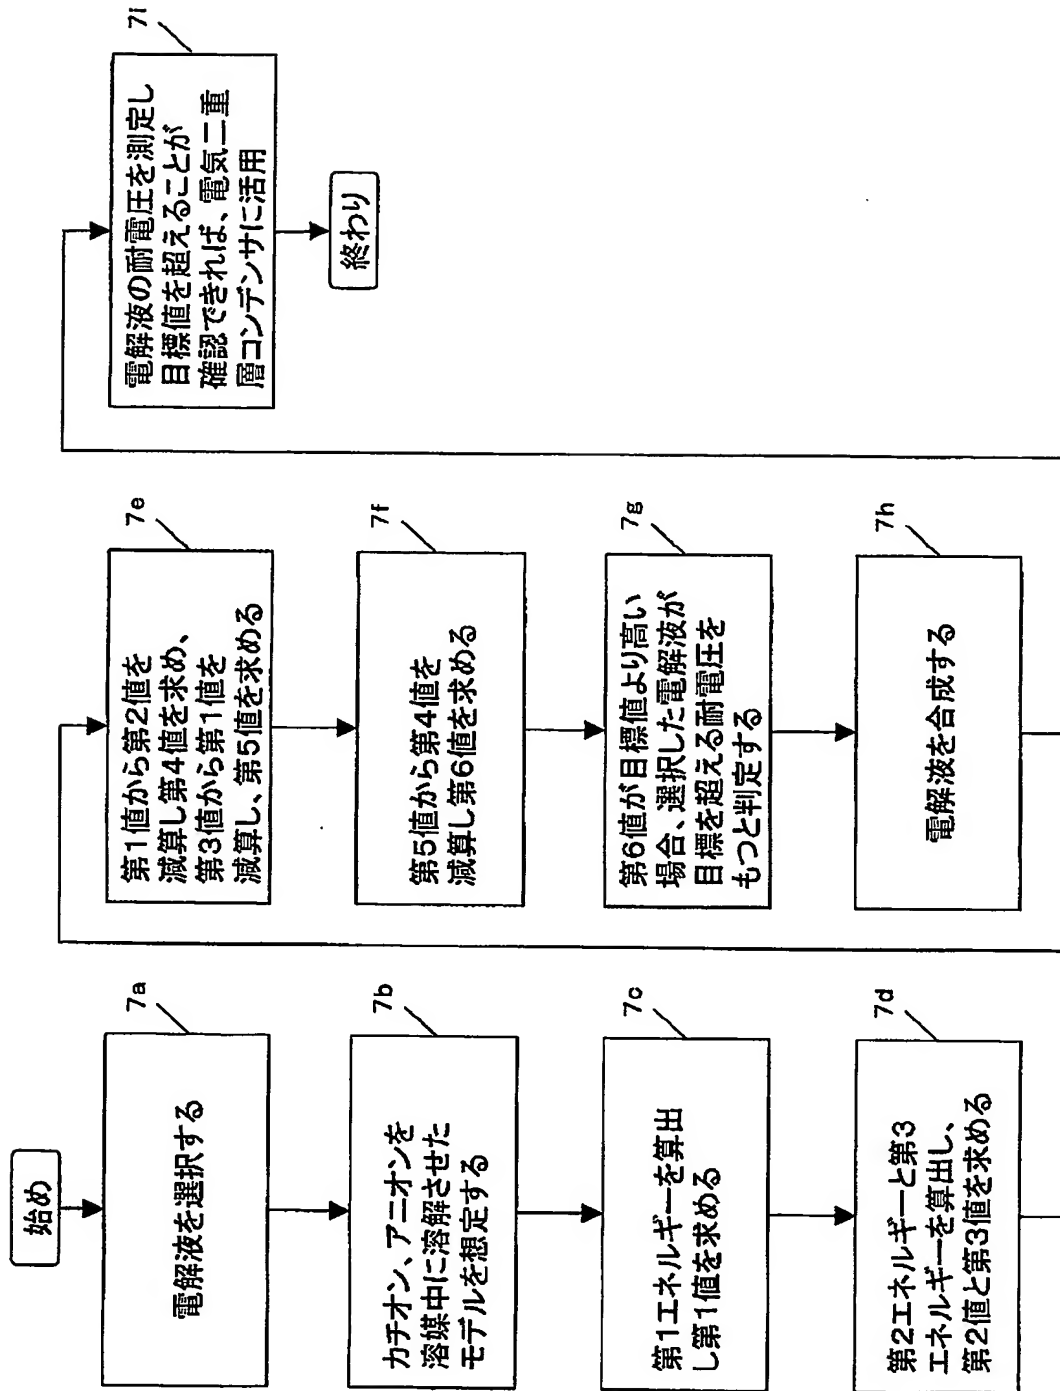 始め
7a
電解液を選択する
7b
カチオン、アニオンを
溶媒中に溶解させた
モデルを想定する
7c
第1エネルギーを算出
し第1値を求める
7d
第2エネルギーと第3
エネルギーを算出し、
第2値と第3値を求める
7e
第1値から第2値を
減算し第4値を求め、
第3値から第1値を
減算し、第5値を求める
7f
第5値から第4値を
減算し第6値を求める
7g
第6値が目標値より高い
場合、選択した電解液が
目標を超える耐電圧を
もつと判定する
7h
電解液を合成する
7i
電解液の耐電圧を測定し
目標値を超えることが
確認できれば、電気二重
層コンデンサに活用
終わり